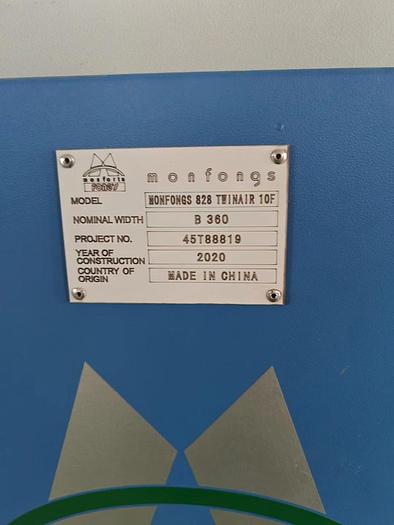 monforts
FONG'S
monfongs
MODEL MONFONGS 828 TWINAIR 10F
NOMINAL WIDTH B 360
PROJECT NO. 45T88819
YEAR OF CONSTRUCTION 2020
COUNTRY OF ORIGIN MADE IN CHINA